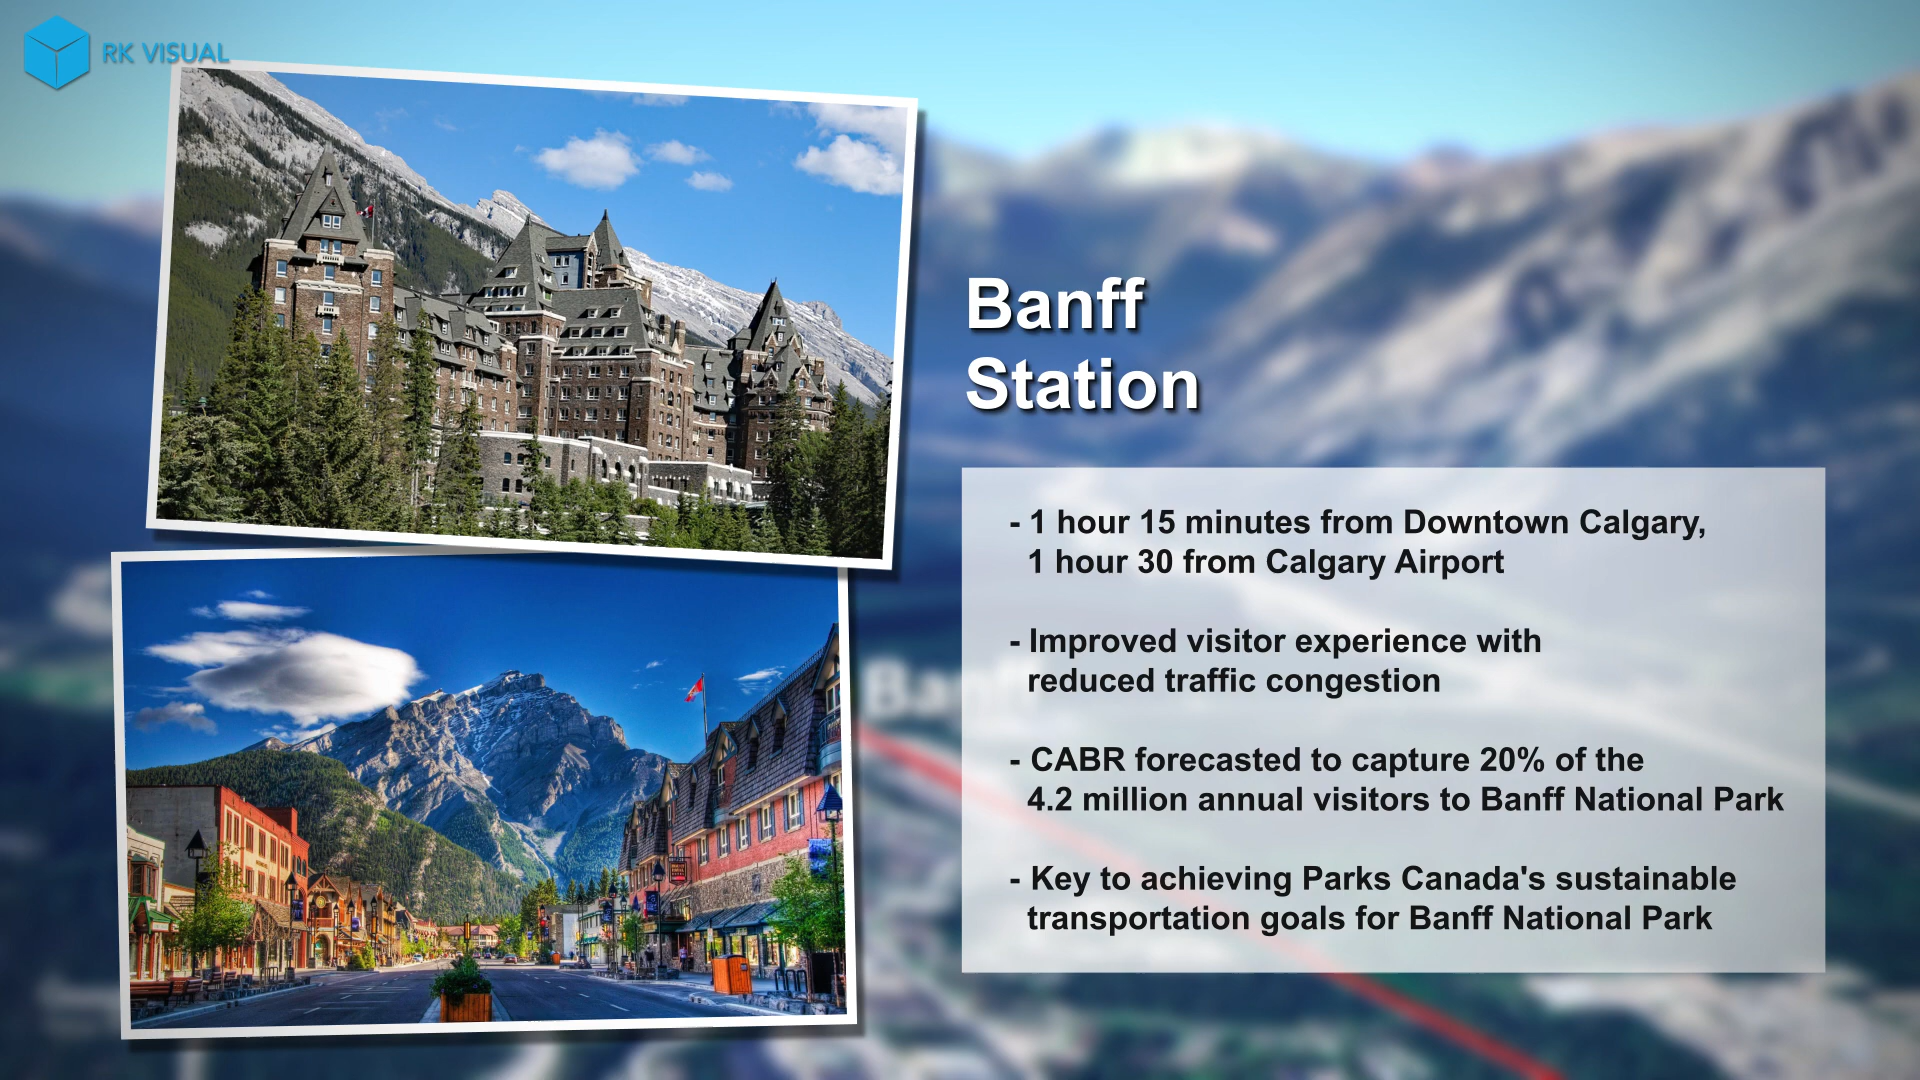 RK VISUAL
Banff
Station
- 1 hour 15 minutes from Downtown Calgary,
1 hour 30 from Calgary Airport
- Improved visitor experience with
reduced traffic congestion
- CABR forecasted to capture 20% of the
4.2 million annual visitors to Banff National Park
- Key to achieving Parks Canada's sustainable
transportation goals for Banff National Park